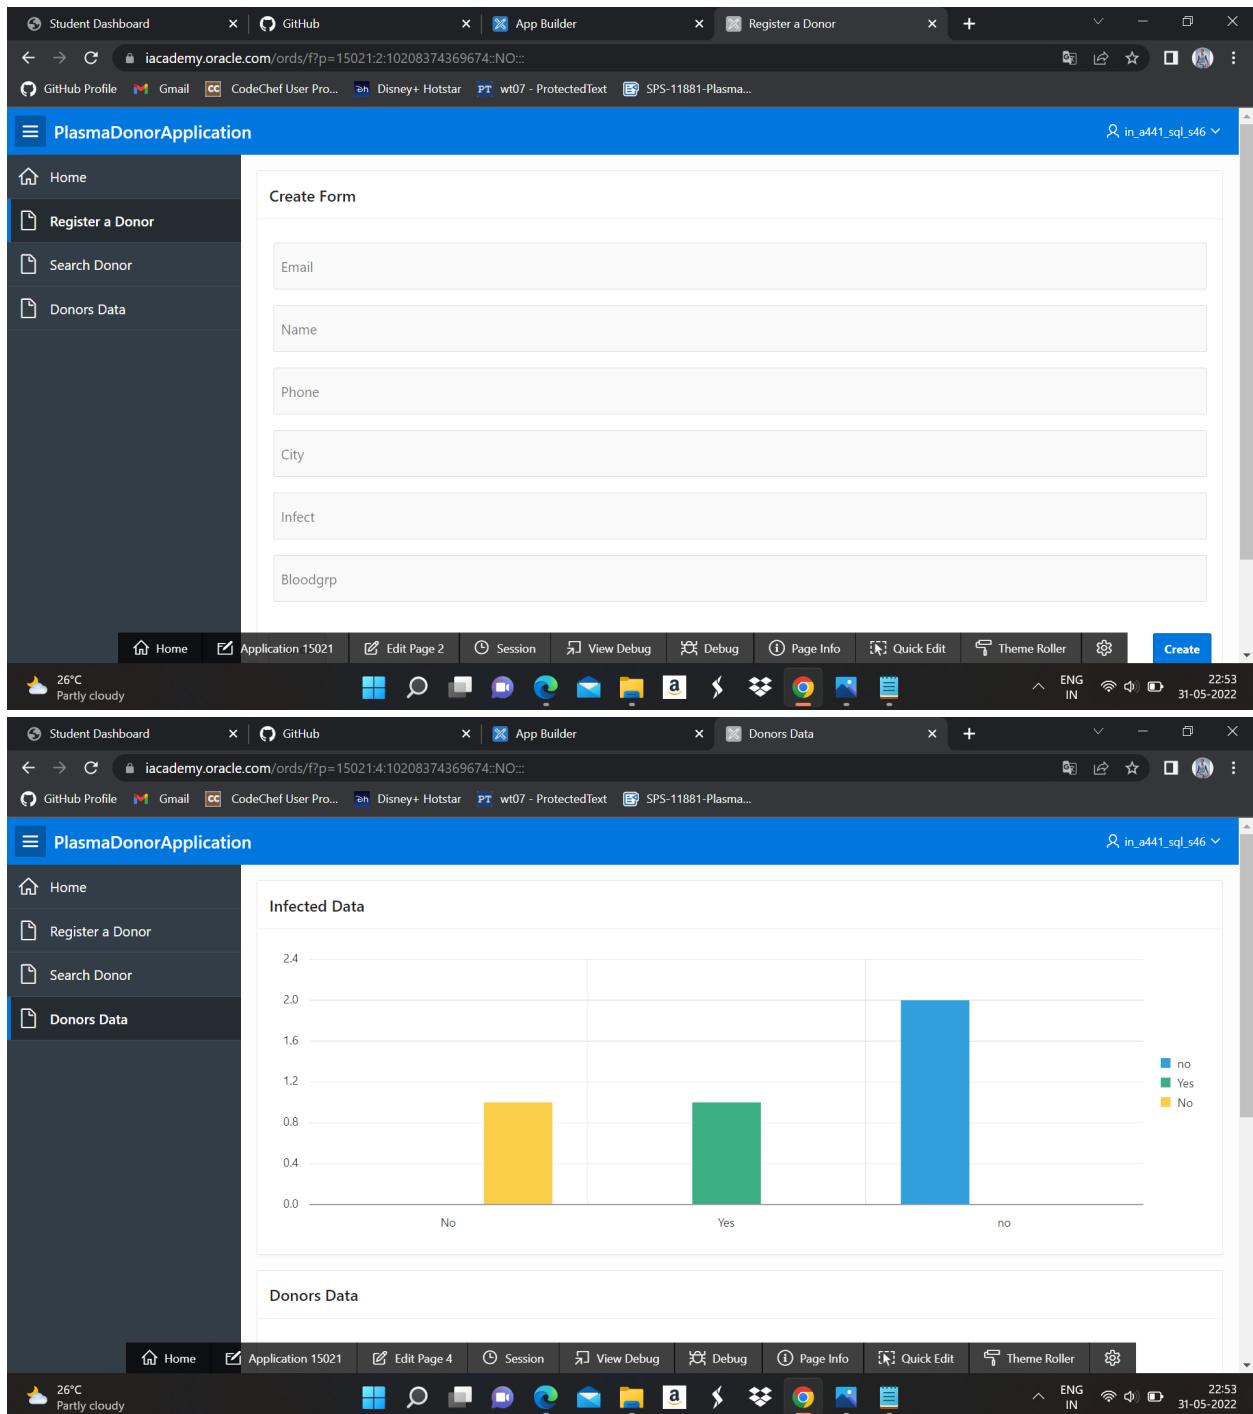 Student Dashboard GitHub App Builder Register a Donor
iacademy.oracle.com/ords/f?p=15021:2:10208374369674::NO:::
GitHub Profile Gmail CodeChef User Pro... Disney+ Hotstar PT wt07 - ProtectedText SPS-11881-Plasma...
PlasmaDonorApplication in_a441_sql_s46
Home
Create Form
Register a Donor
Email
Search Donor
Donors Data
Name
Phone
City
Infect
Bloodgrp
Home Application 15021 Edit Page 2 Session View Debug Debug Page Info Quick Edit Theme Roller Create
26°C ENG 22:53
Partly cloudy IN 31-05-2022
Student Dashboard GitHub App Builder Donors Data
iacademy.oracle.com/ords/f?p=15021:4:10208374369674::NO:::
GitHub Profile Gmail CodeChef User Pro... Disney+ Hotstar PT wt07 - ProtectedText SPS-11881-Plasma...
PlasmaDonorApplication in_a441_sql_s46
Home
Infected Data
Register a Donor
Search Donor
Donors Data
2.4
2.0
1.6
1.2
0.8
0.4
0.0
No Yes no
no
Yes
No
Donors Data
Home Application 15021 Edit Page 4 Session View Debug Debug Page Info Quick Edit Theme Roller
26°C ENG 22:53
Partly cloudy IN 31-05-2022